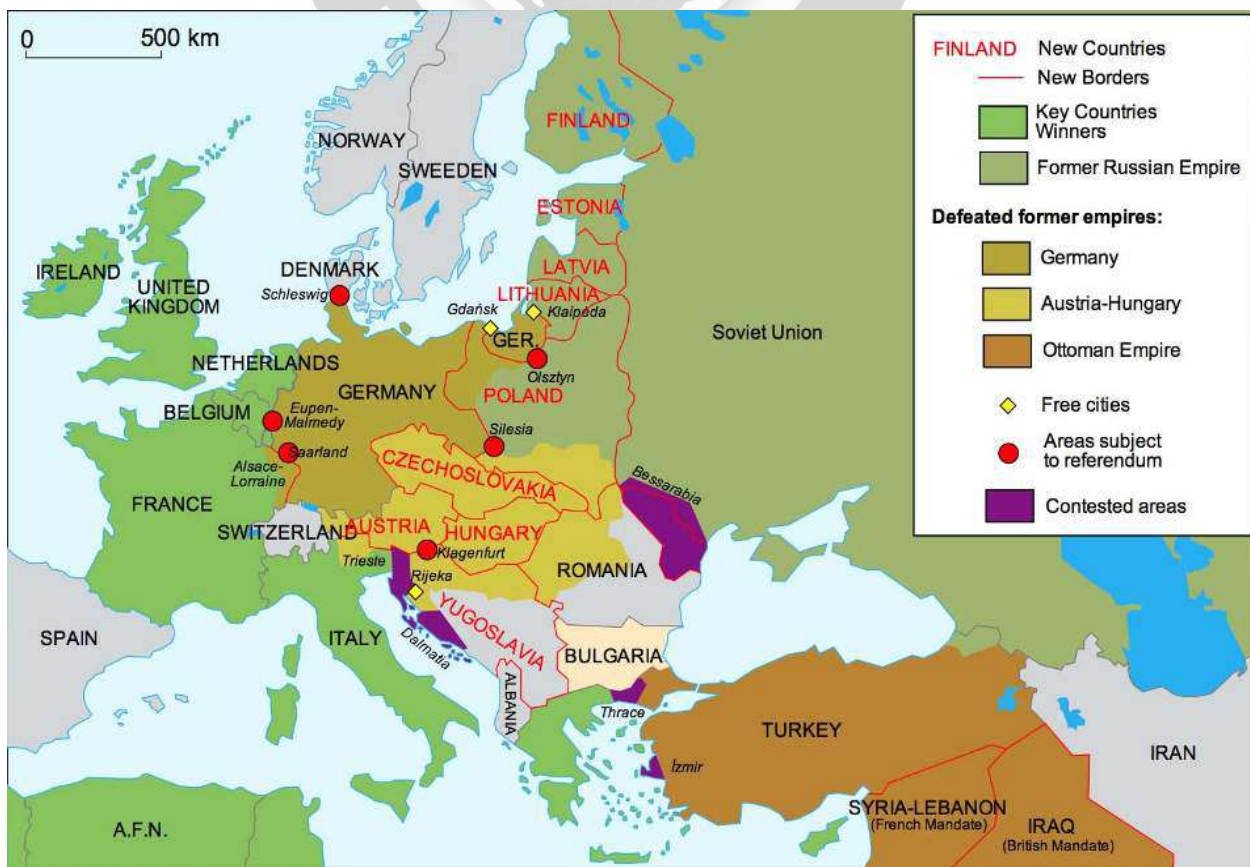 0 500 km
NORWAY
SWEDEN
FINLAND
ESTONIA
LATVIA
LITHUANIA
Klaipėda
IRELAND
UNITED
KINGDOM
DENMARK
Schleswig
Gdańsk
GER.
Olsztyn
Soviet Union
NETHERLANDS
BELGIUM
Eupen-
Malmedy
GERMANY
POLAND
Silesia
Saarland
Alsace-
Lorraine
FRANCE
SWITZERLAND
CZECHOSLOVAKIA
AUSTRIA
HUNGARY
Klagenfurt
Trieste
Rijeka
Bessarabia
ROMANIA
YUGOSLAVIA
Dalmatia
SPAIN
ITALY
BULGARIA
ALBANIA
Thrace
İzmir
TURKEY
IRAN
SYRIA-LEBANON
(French Mandate)
IRAQ
(British Mandate)
A.F.N.
FINLAND New Countries
New Borders
Key Countries
Winners
Former Russian Empire
Defeated former empires:
Germany
Austria-Hungary
Ottoman Empire
Free cities
Areas subject
to referendum
Contested areas